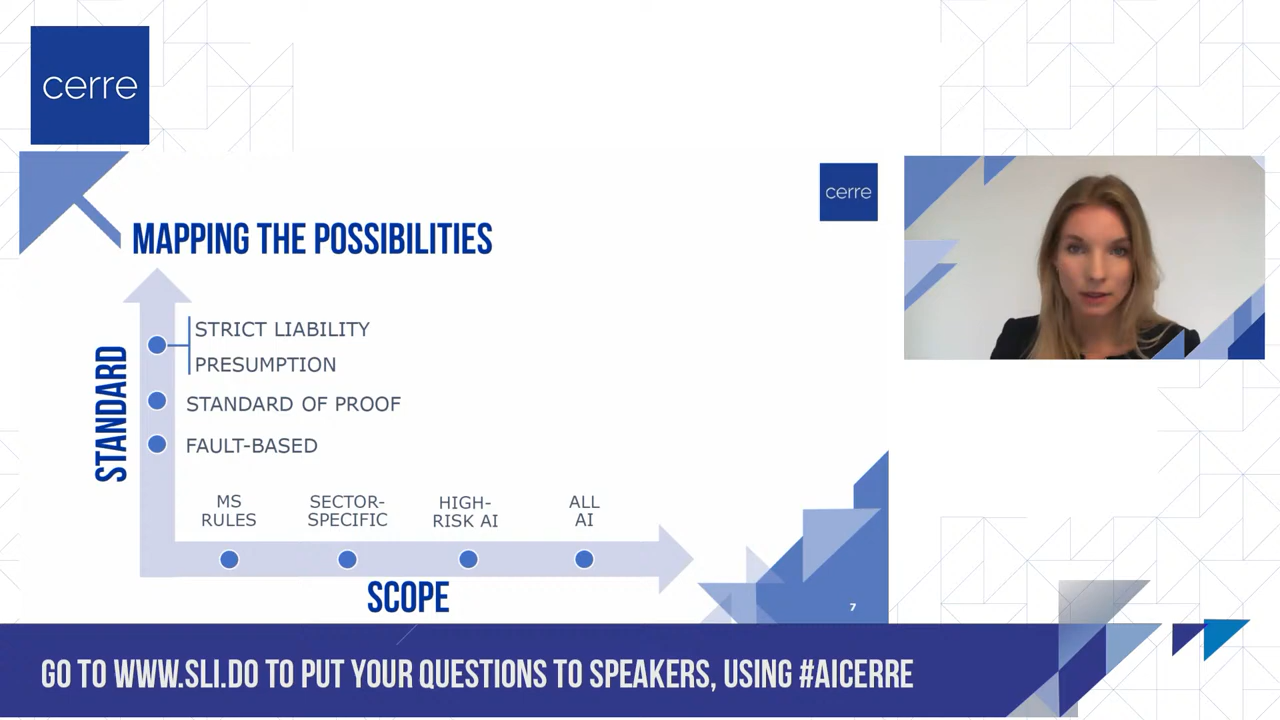 cerre
cerre
MAPPING THE POSSIBILITIES
STANDARD
STRICT LIABILITY
PRESUMPTION
STANDARD OF PROOF
FAULT-BASED
MS
RULES
SECTOR-
SPECIFIC
HIGH-
RISK AI
ALL
AI
SCOPE
7
GO TO WWW.SLI.DO TO PUT YOUR QUESTIONS TO SPEAKERS, USING #AICERRE